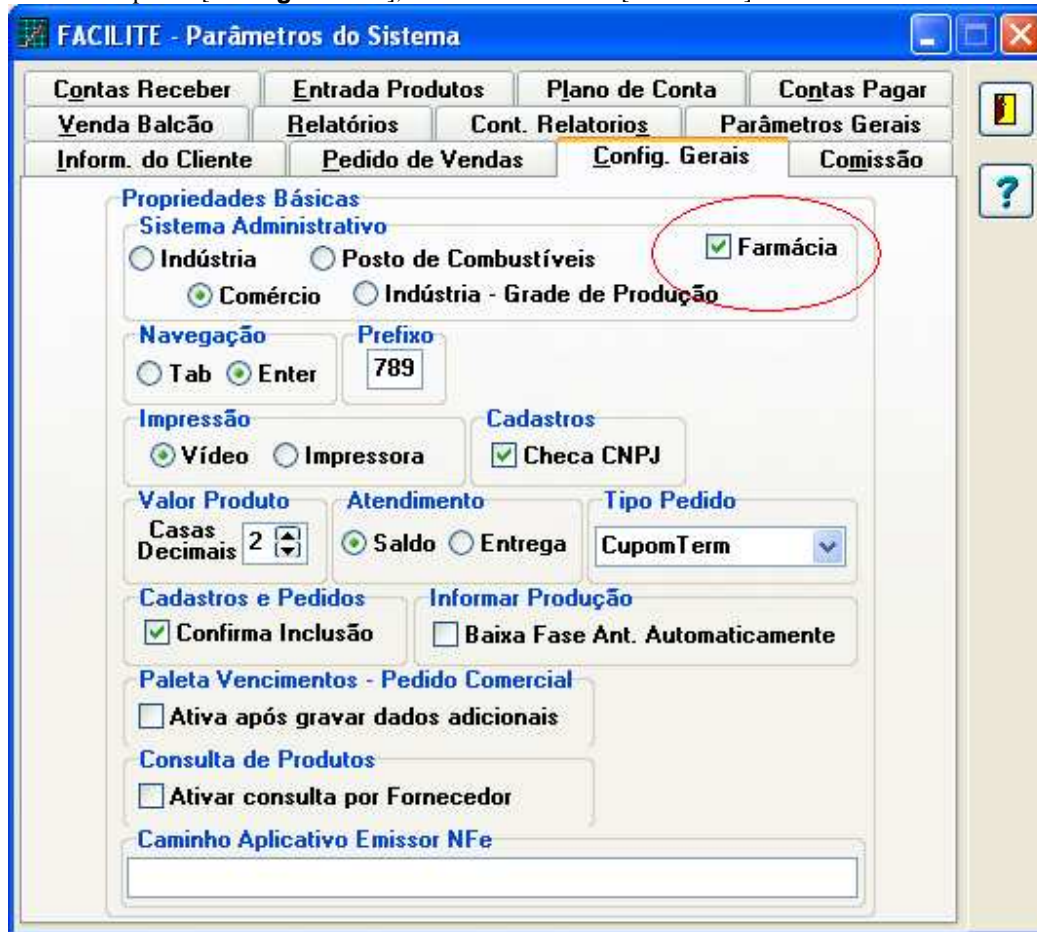 FACILITE - Parâmetros do Sistema
Contas Receber Entrada Produtos Plano de Conta Contas Pagar
Venda Balcão Relatórios Cont. Relatorios Parâmetros Gerais
Inform. do Cliente Pedido de Vendas Config. Gerais Comissão
?
Propriedades Básicas
Sistema Administrativo
Indústria Posto de Combustíveis Farmácia
Comércio Indústria - Grade de Produção
Navegação Prefixo
Tab Enter 789
Impressão Cadastros
Vídeo Impressora Checa CNPJ
Valor Produto Atendimento Tipo Pedido
Casas
Decimais 2 Saldo Entrega CupomTerm
Cadastros e Pedidos Informar Produção
Confirma Inclusão Baixa Fase Ant. Automaticamente
Paleta Vencimentos - Pedido Comercial
Ativa após gravar dados adicionais
Consulta de Produtos
Ativar consulta por Fornecedor
Caminho Aplicativo Emissor NFe